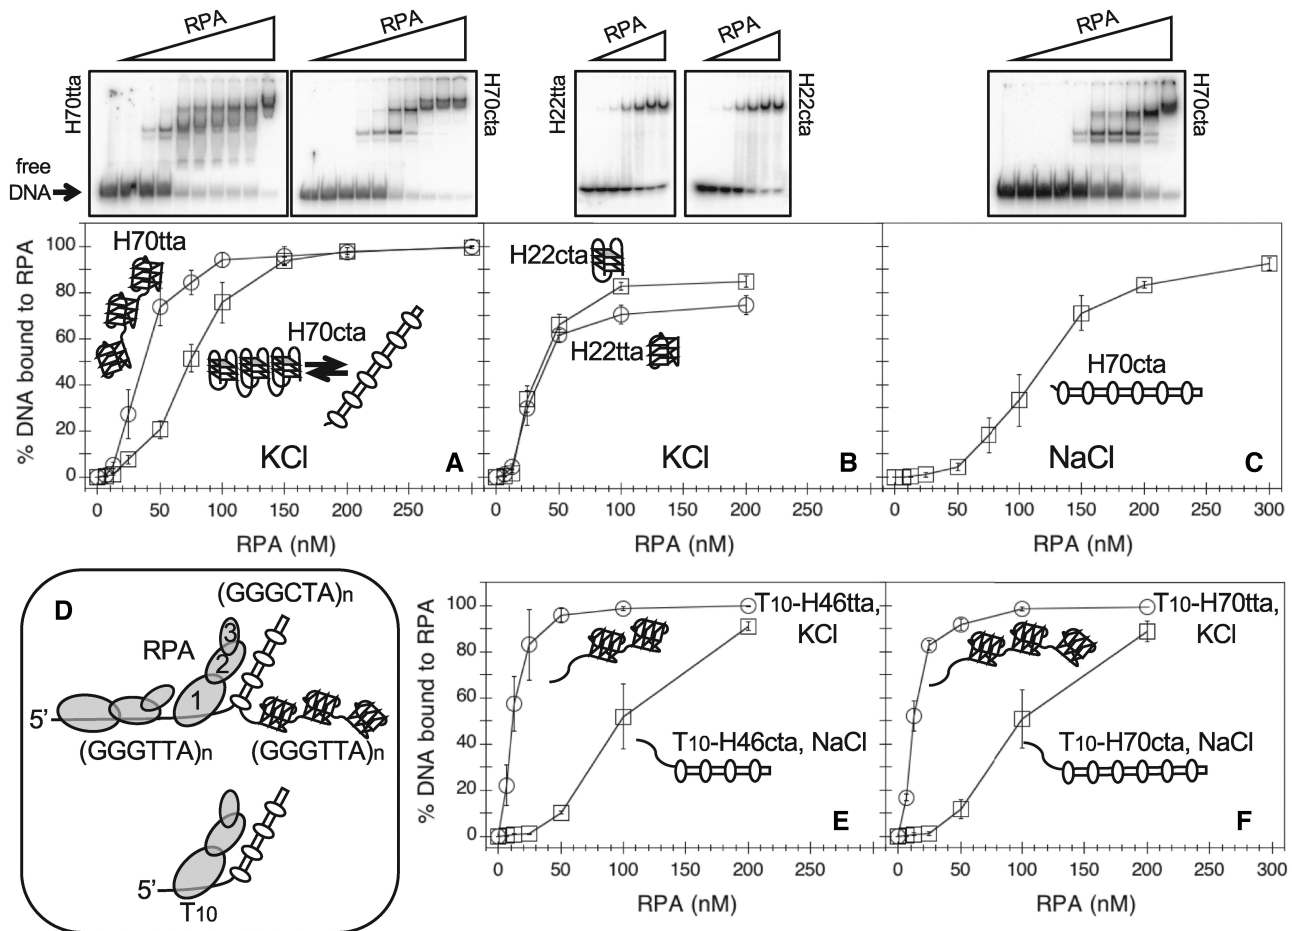 RPA
RPA
RPA
RPA
RPA
H70tta
H70cta
H22tta
H22cta
H70cta
free
DNA
% DNA bound to RPA
100
80
60
40
20
0
H70tta
H70cta
KCl
A
0
50
100
150
200
250
RPA (nM)
H22cta
H22tta
KCl
B
0
50
100
150
200
250
RPA (nM)
H70cta
NaCl
C
0
50
100
150
200
250
300
RPA (nM)
D
(GGGCTA)n
RPA
3
2
1
5'
(GGGTTA)n
(GGGTTA)n
5'
T10
% DNA bound to RPA
100
80
60
40
20
0
T10-H46tta,
KCl
T10-H46cta, NaCl
E
0
50
100
150
200
250
RPA (nM)
T10-H70tta,
KCl
T10-H70cta, NaCl
F
0
50
100
150
200
250
300
RPA (nM)